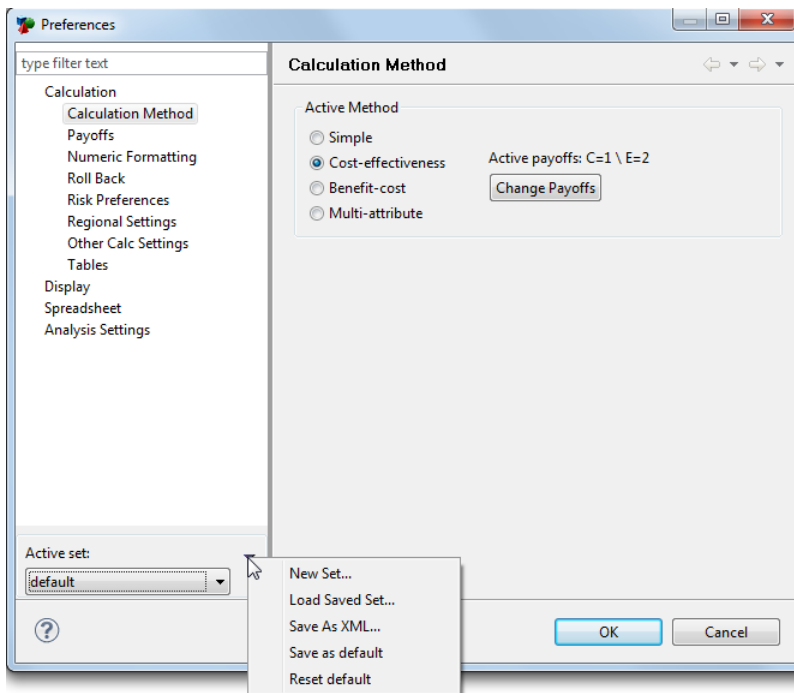 Preferences
type filter text
Calculation
Calculation Method
Payoffs
Numeric Formatting
Roll Back
Risk Preferences
Regional Settings
Other Calc Settings
Tables
Display
Spreadsheet
Analysis Settings
Calculation Method
Active Method
Simple
Cost-effectiveness
Benefit-cost
Multi-attribute
Active payoffs: C=1 \ E=2
Change Payoffs
Active set:
default
New Set...
Load Saved Set...
Save As XML...
Save as default
Reset default
?
OK
Cancel